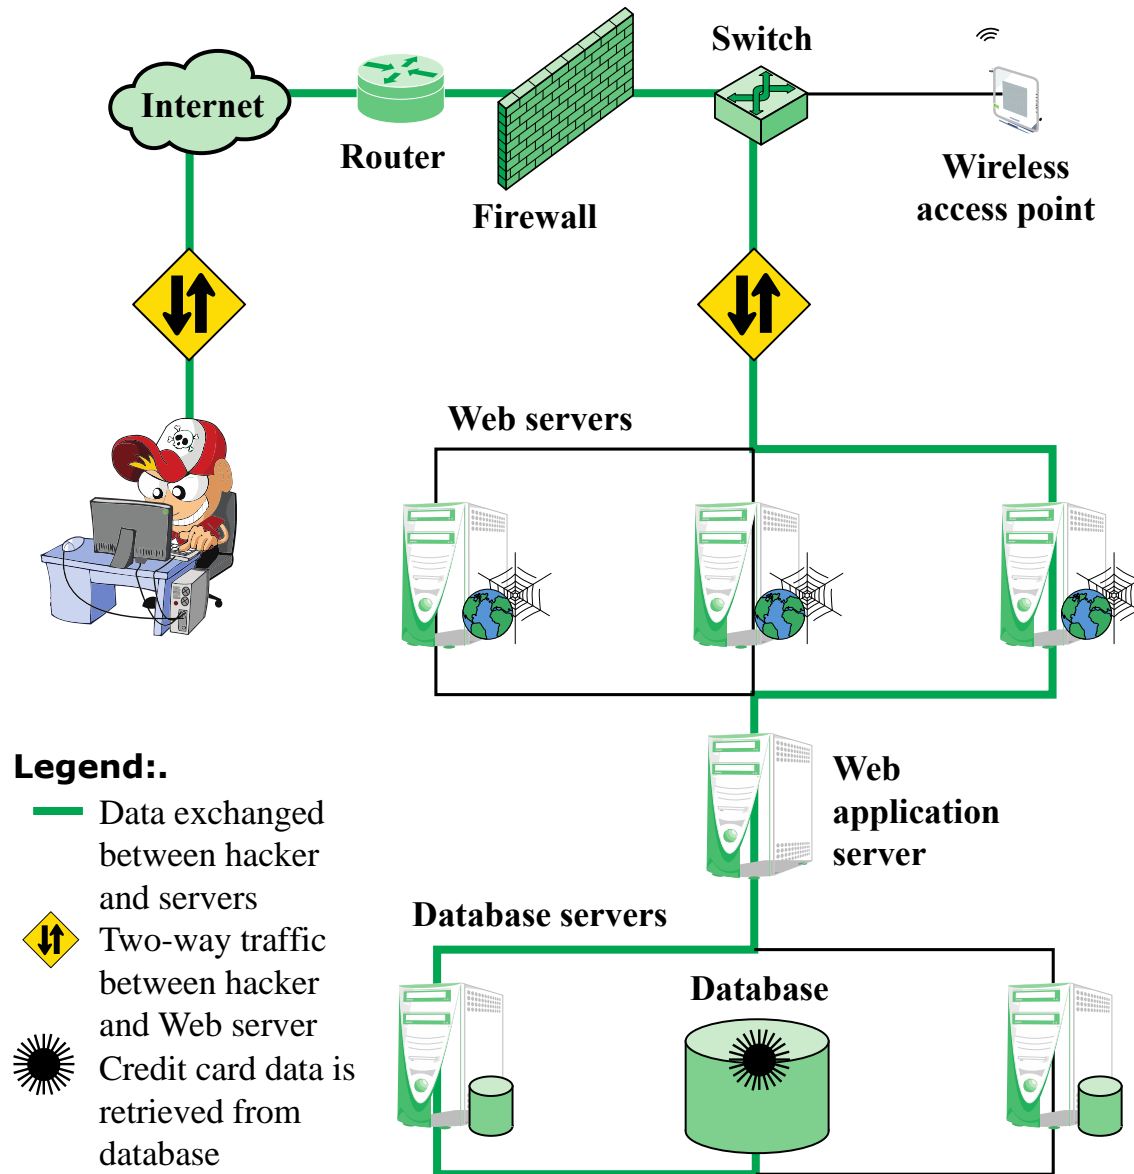 Switch
Internet
Router
Firewall
Wireless
access point
Web servers
Legend:.
Data exchanged
between hacker
and servers
Two-way traffic
between hacker
and Web server
Credit card data is
retrieved from
database
Web
application
server
Database servers
Database